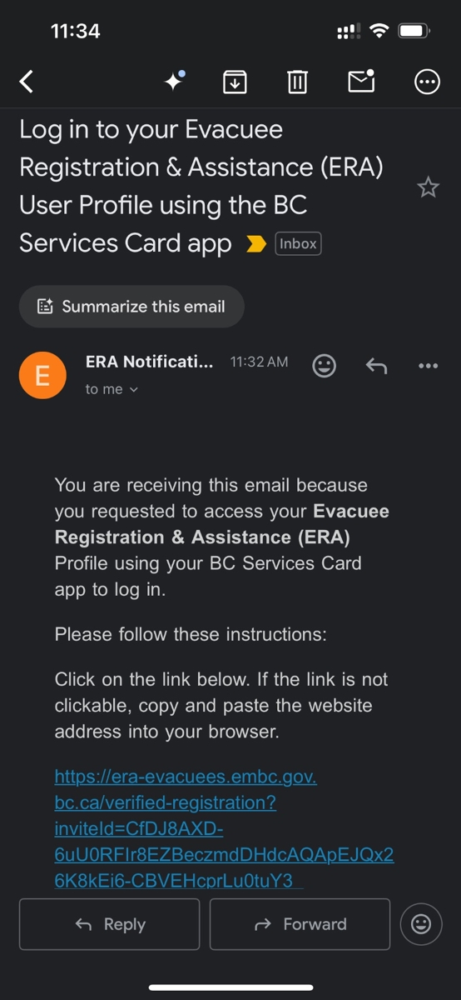 11:34
Log in to your Evacuee
Registration & Assistance (ERA)
User Profile using the BC
Services Card app Inbox
Summarize this email
E
ERA Notificati... 11:32 AM
to me
You are receiving this email because
you requested to access your Evacuee
Registration & Assistance (ERA)
Profile using your BC Services Card
app to log in.
Please follow these instructions:
Click on the link below. If the link is not
clickable, copy and paste the website
address into your browser.
https://era-evacuees.embc.gov.
bc.ca/verified-registration?
inviteId=CfDJ8AXD-
6uU0RFIr8EZBeczmdDHdcAQApEJQx2
6K8kEi6-CBVEHcprLu0tuY3_
Reply
Forward